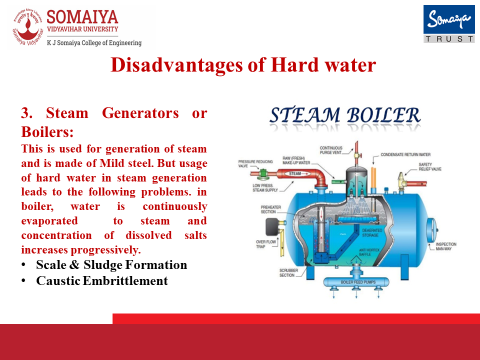 SOMAIYA
VIDYAVIHAR UNIVERSITY
K J Somaiya College of Engineering
Somaiya
TRUST
Disadvantages of Hard water
3. Steam Generators or
Boilers:
This is used for generation of steam
and is made of Mild steel. But usage
of hard water in steam generation
leads to the following problems. in
boiler, water is continuously
evaporated to steam and
concentration of dissolved salts
increases progressively.
• Scale & Sludge Formation
• Caustic Embrittlement
STEAM BOILER
CONTINUOUS
PURGE VENT
PRESSURE REDUCING
VALVE
RAW (FRESH)
MAKE-UP WATER
CONDENSATE RETURN WATER
STEAM
SAFETY
RELIEF VALVE
LOW PRESS
STEAM SUPPLY
PREHEATER
SECTION
OVER FLOW
TRAP
INSPECTION
MAN WAY
SCRUBBER
SECTION
BOILER FEED PUMPS